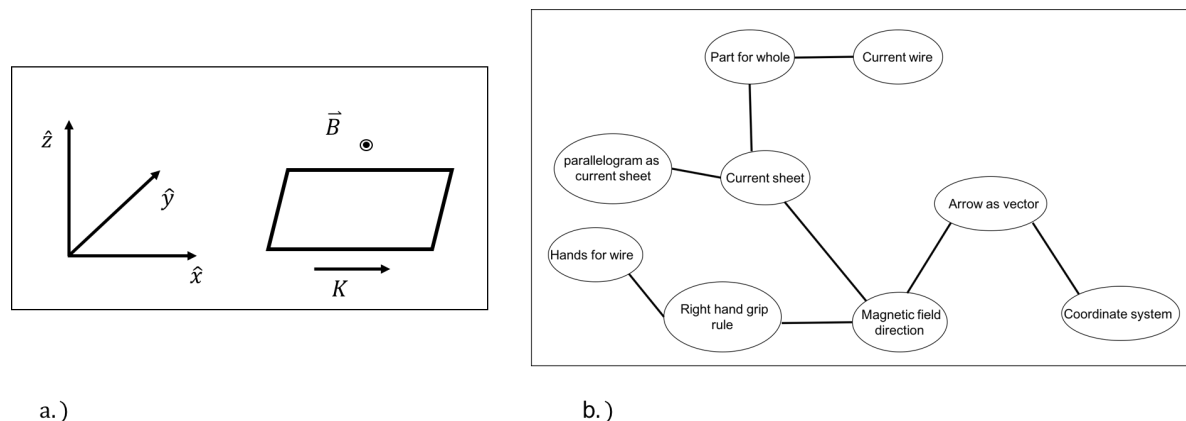 ẑ
ŷ
x̂
B⃗
K
a.)
Part for whole
Current wire
parallelogram as
current sheet
Current sheet
Arrow as vector
Hands for wire
Right hand grip
rule
Magnetic field
direction
Coordinate system
b.)